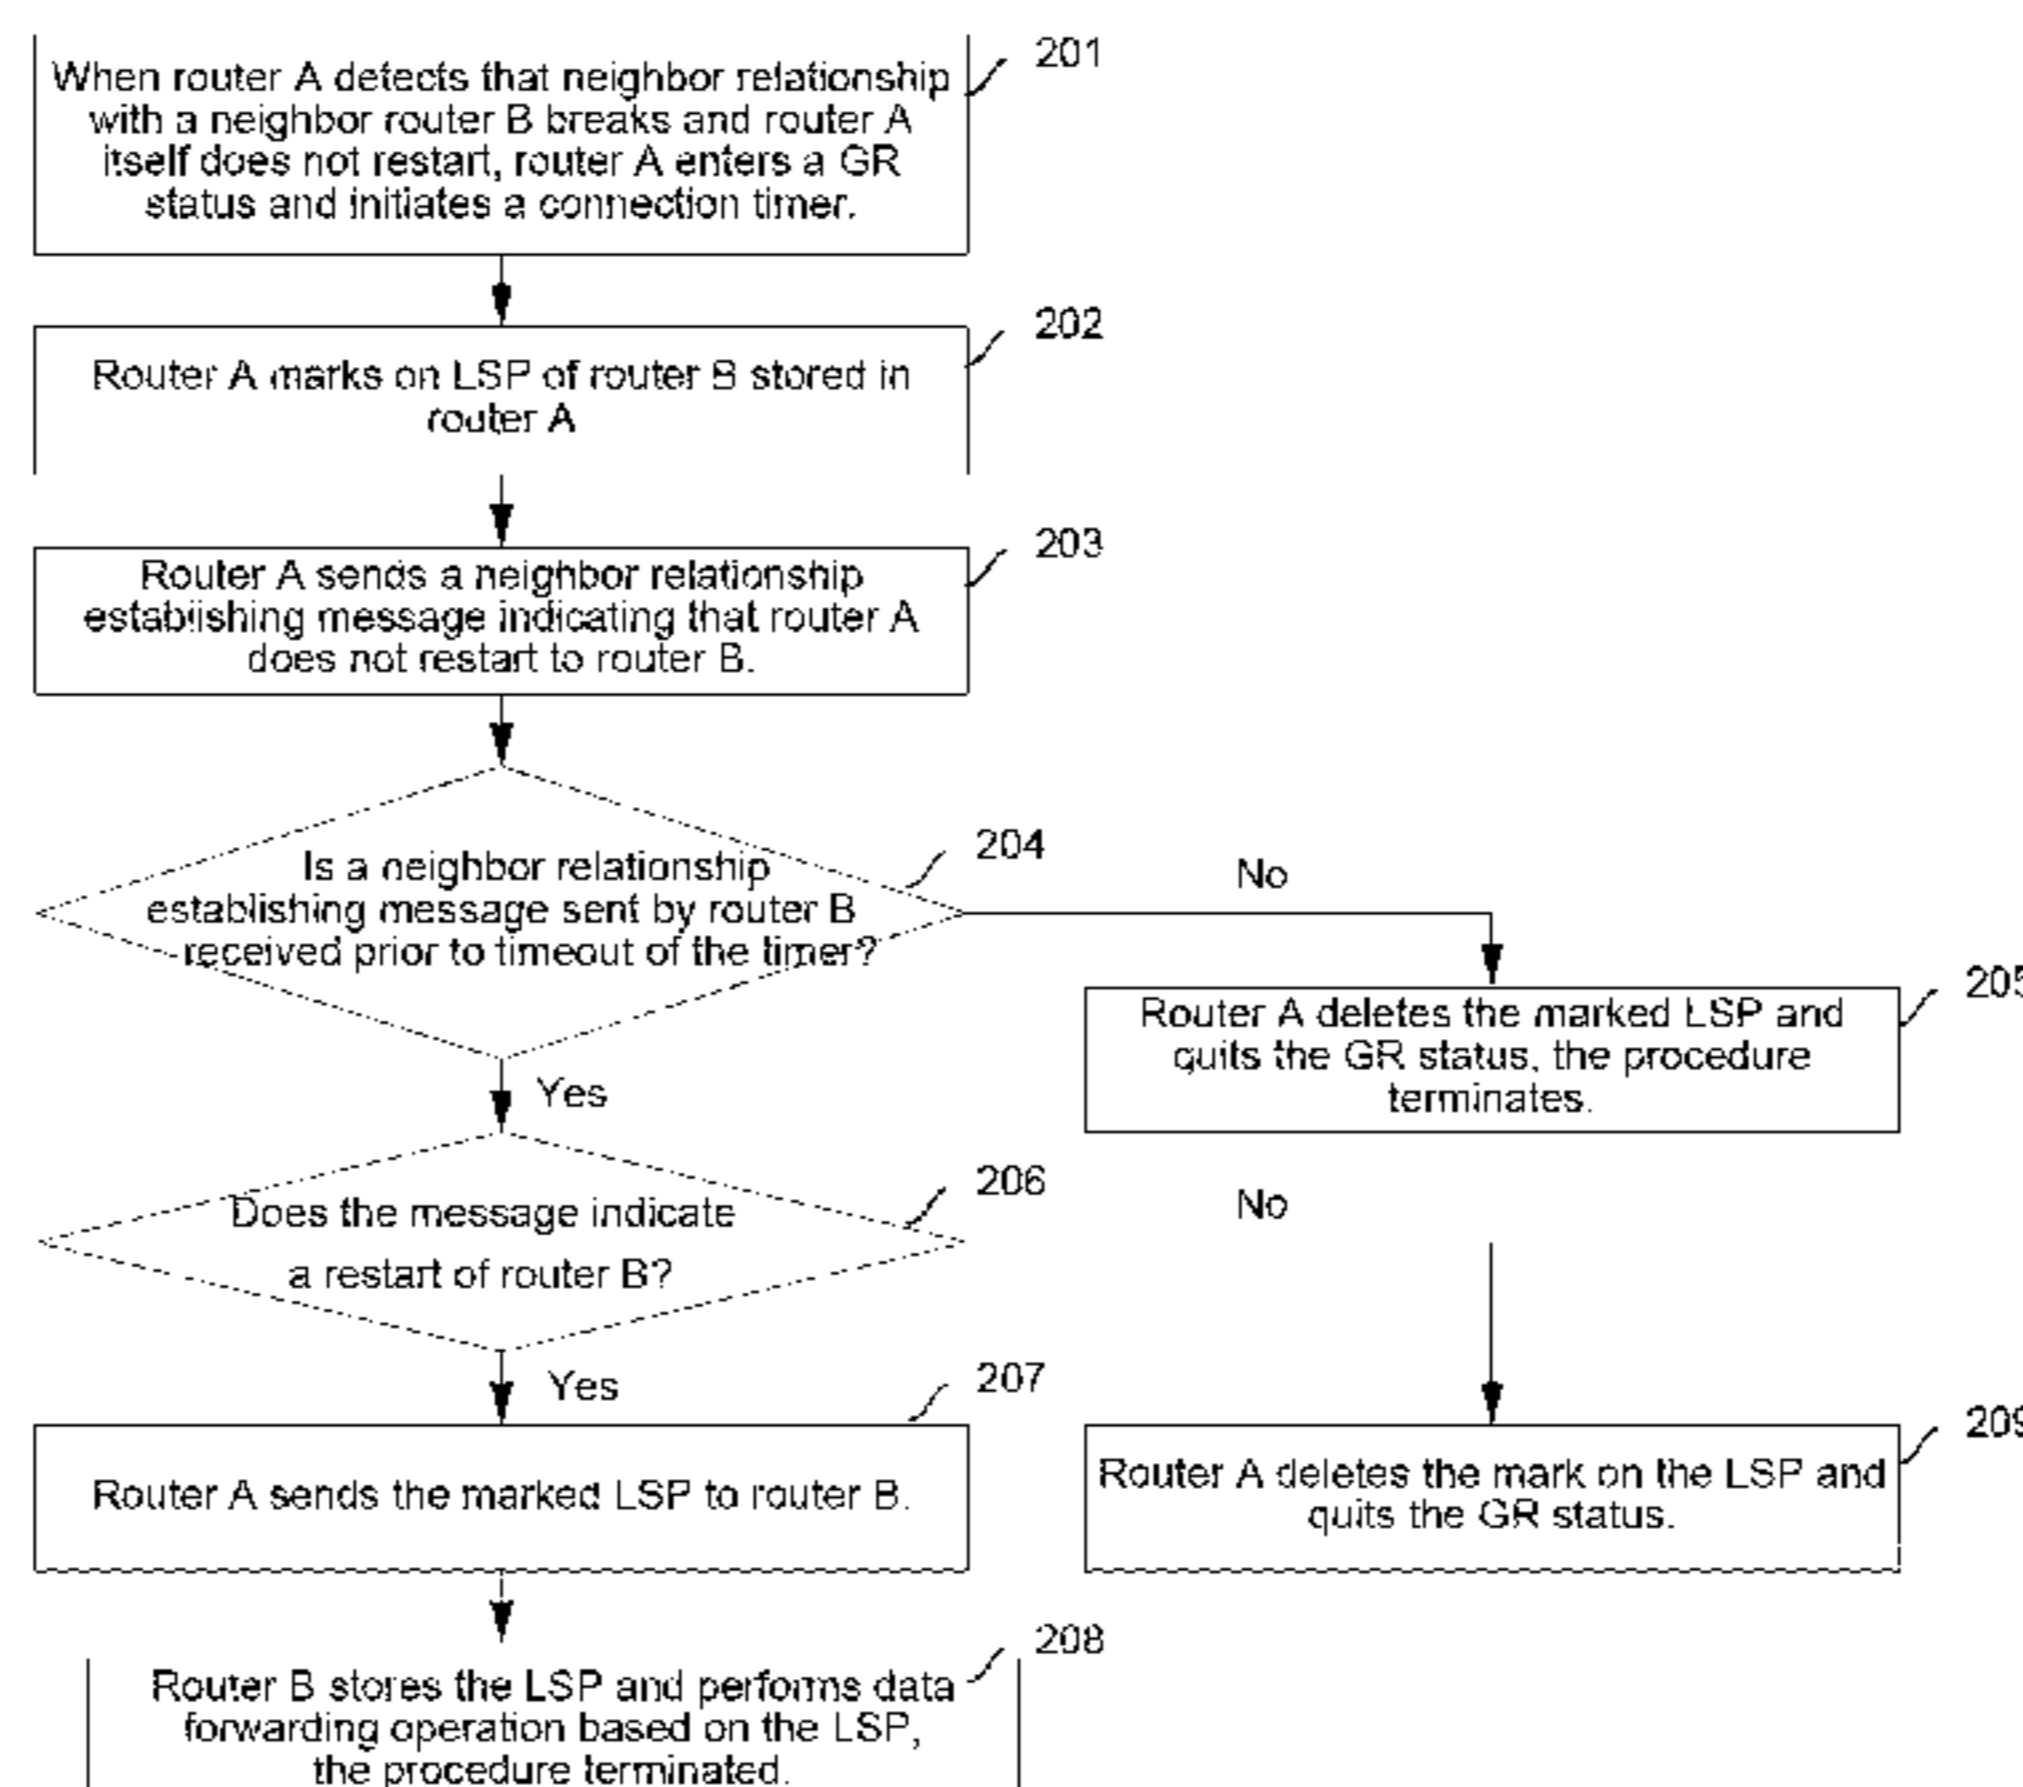 When router A detects that neighbor relationship
with a neighbor router B breaks and router A
itself does not restart, router A enters a GR
status and initiates a connection timer.
201
Router A marks on LSP of router B stored in
router A
202
Router A sends a neighbor relationship
establishing message indicating that router A
does not restart to router B.
203
Is a neighbor relationship
establishing message sent by router B
received prior to timeout of the timer?
204
No
Router A deletes the marked LSP and
quits the GR status, the procedure
terminates.
205
Yes
Does the message indicate
a restart of router B?
206
No
Yes
Router A sends the marked LSP to router B.
207
Router A deletes the mark on the LSP and
quits the GR status.
209
Router B stores the LSP and performs data
forwarding operation based on the LSP,
the procedure terminated.
208